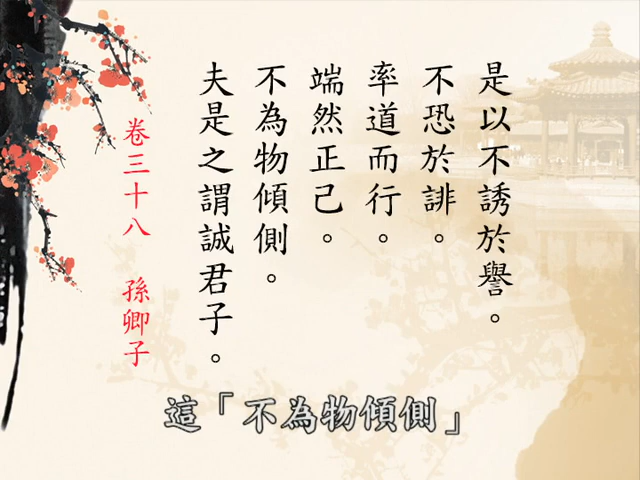 是以不誘於譽。
不恐於誹。
率道而行。
端然正己。
不為物傾側。
夫是之謂誠君子。
卷三十八 孫卿子
這「不為物傾側」